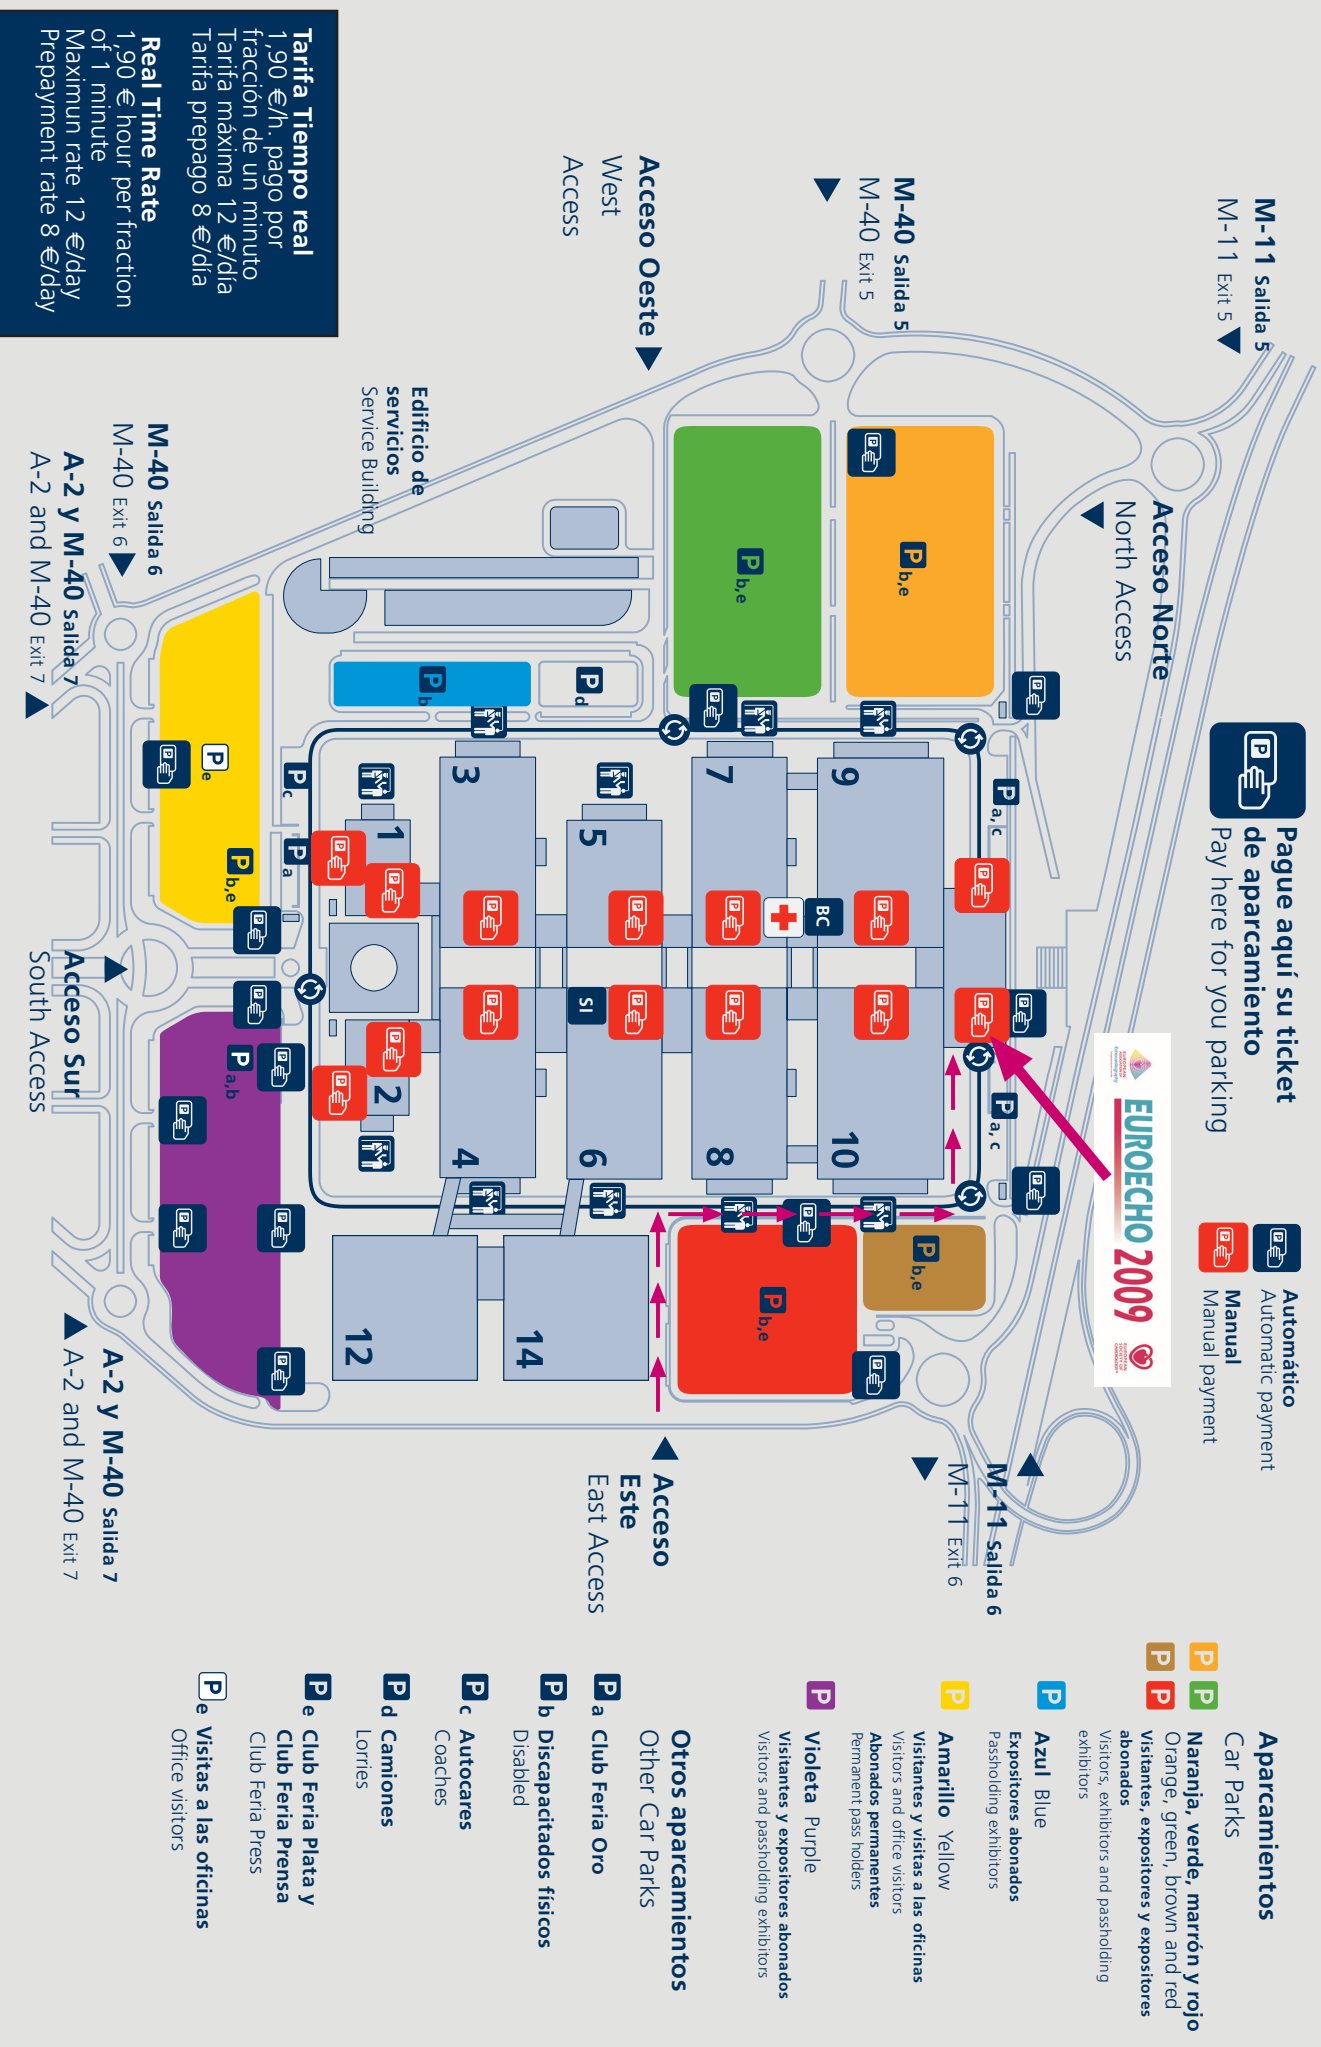 M-11 Salida 5
M-11 Exit 5
M-40 Salida 5
M-40 Exit 5
Acceso Oeste
West
Access
Acceso Norte
North Access
Tarifa Tiempo real
1,90 €/h. pago por
fracción de un minuto
Tarifa máxima 12 €/día
Tarifa prepago 8 €/día
Real Time Rate
1,90 € hour per fraction
of 1 minute
Maximun rate 12 €/day
Prepayment rate 8 €/day
Edificio de
servicios
Service Building
M-40 Salida 6
M-40 Exit 6
A-2 y M-40 Salida 7
A-2 and M-40 Exit 7
Pague aquí su ticket
de aparcamiento
Pay here for you parking
Automático
Automatic payment
Manual
Manual payment
P b,e
P b,e
P b
P d
P a,c
P c
P a
P e
P b,e
9
7
5
3
1
BC
SI
10
8
6
4
2
P a,b
P a, c
P b,e
P b,e
14
12
EUROPEAN
ASSOCIATION OF
Echocardiography
EUROECHO 2009
EUROPEAN
SOCIETY OF
CARDIOLOGY
Acceso Sur
South Access
M-11 Salida 6
M-11 Exit 6
Acceso
Este
East Access
A-2 y M-40 Salida 7
A-2 and M-40 Exit 7
Aparcamientos
Car Parks
P P Naranja, verde, marrón y rojo
P P Orange, green, brown and red
Visitantes, expositores y expositores
abonados
Visitors, exhibitors and passholding
exhibitors
P Azul Blue
Expositores abonados
Passholding exhibitors
P Amarillo Yellow
Visitantes y visitas a las oficinas
Visitors and office visitors
Abonados permanentes
Permanent pass holders
P Violeta Purple
Visitantes y expositores abonados
Visitors and passholding exhibitors
Otros aparcamientos
Other Car Parks
P a Club Feria Oro
P b Discapacitados físicos
Disabled
P c Autocares
Coaches
P d Camiones
Lorries
P e Club Feria Plata y
Club Feria Prensa
Club Feria Press
P e Visitas a las oficinas
Office visitors